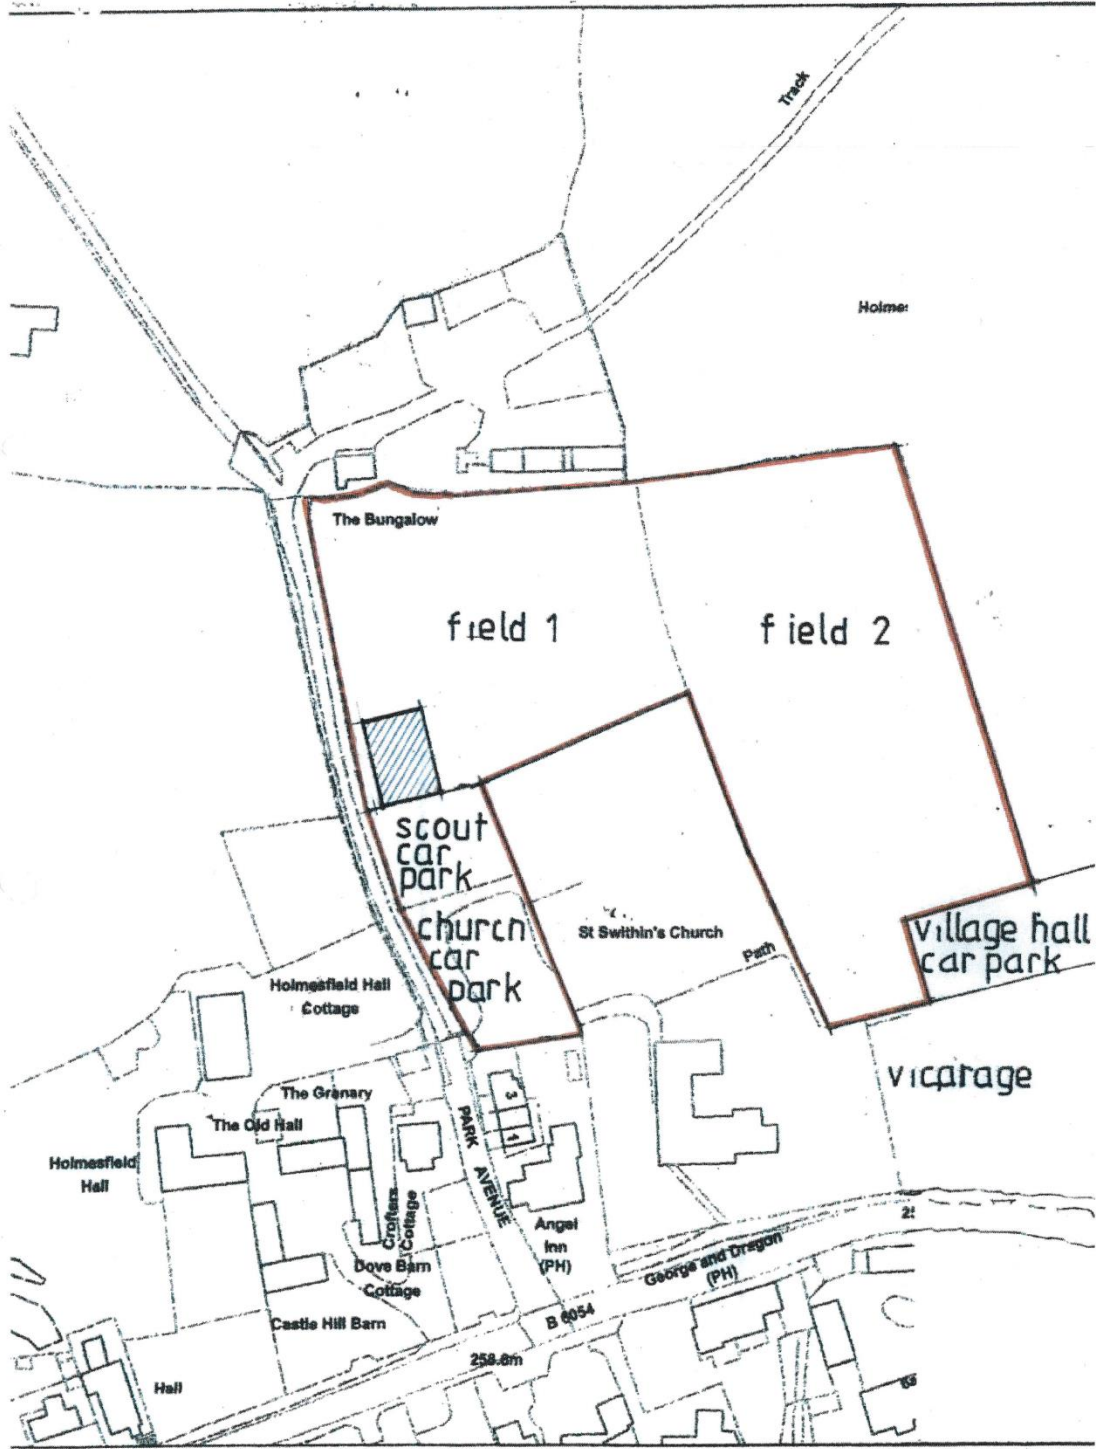 Track
Holme
The Bungalow
field 1
field 2
scout
car
park
church
car
park
St Swithin's Church
Path
village hall
car park
Holmesfield Hall
Cottage
vicarage
The Granary
The Old Hall
3
1
PARK AVENUE
Holmesfield
Hall
Crofters
Cottage
Angel
Inn
(PH)
Dove Barn
Cottage
George and Dragon
(PH)
B 6054
Castle Hill Barn
258.8m
Hall